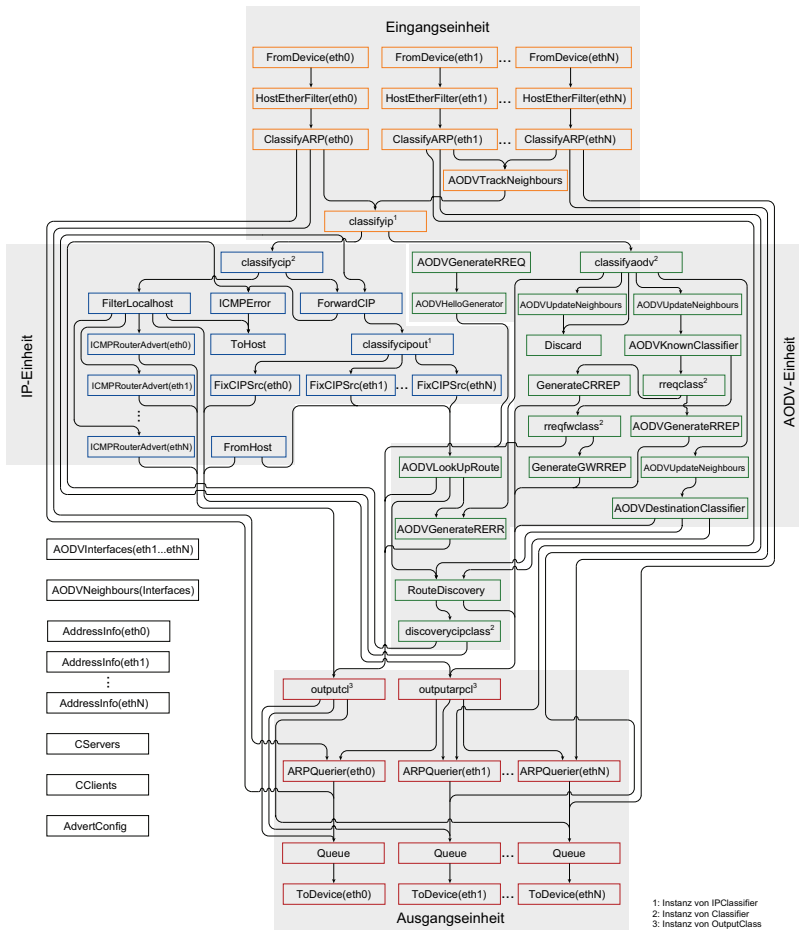 Eingangseinheit
FromDevice(eth0)
FromDevice(eth1)
...
FromDevice(ethN)
HostEtherFilter(eth0)
HostEtherFilter(eth1)
...
HostEtherFilter(ethN)
ClassifyARP(eth0)
ClassifyARP(eth1)
...
ClassifyARP(ethN)
AODVTrackNeighbours
classifyip¹
IP-Einheit
classifycip²
FilterLocalhost
ICMPError
ForwardCIP
ICMPRouterAdvert(eth0)
ToHost
classifycipout¹
ICMPRouterAdvert(eth1)
FixCIPSrc(eth0)
FixCIPSrc(eth1)
...
FixCIPSrc(ethN)
...
ICMPRouterAdvert(ethN)
FromHost
AODV-Einheit
AODVGenerateRREQ
classifyaodv²
AODVHelloGenerator
AODVUpdateNeighbours
AODVUpdateNeighbours
Discard
AODVKnownClassifier
GenerateCRREP
rreqclass²
rreqfwclass²
AODVGenerateRREP
AODVLookUpRoute
GenerateGWRREP
AODVUpdateNeighbours
AODVDestinationClassifier
AODVGenerateRERR
RouteDiscovery
discoverycipclass²
AODVInterfaces(eth1...ethN)
AODVNeighbours(Interfaces)
AddressInfo(eth0)
AddressInfo(eth1)
...
AddressInfo(ethN)
CServers
CClients
AdvertConfig
outputcl³
outputarpcl³
ARPQuerier(eth0)
ARPQuerier(eth1)
...
ARPQuerier(ethN)
Queue
Queue
...
Queue
ToDevice(eth0)
ToDevice(eth1)
...
ToDevice(ethN)
Ausgangseinheit
1: Instanz von IPClassifier
2: Instanz von Classifier
3: Instanz von OutputClass